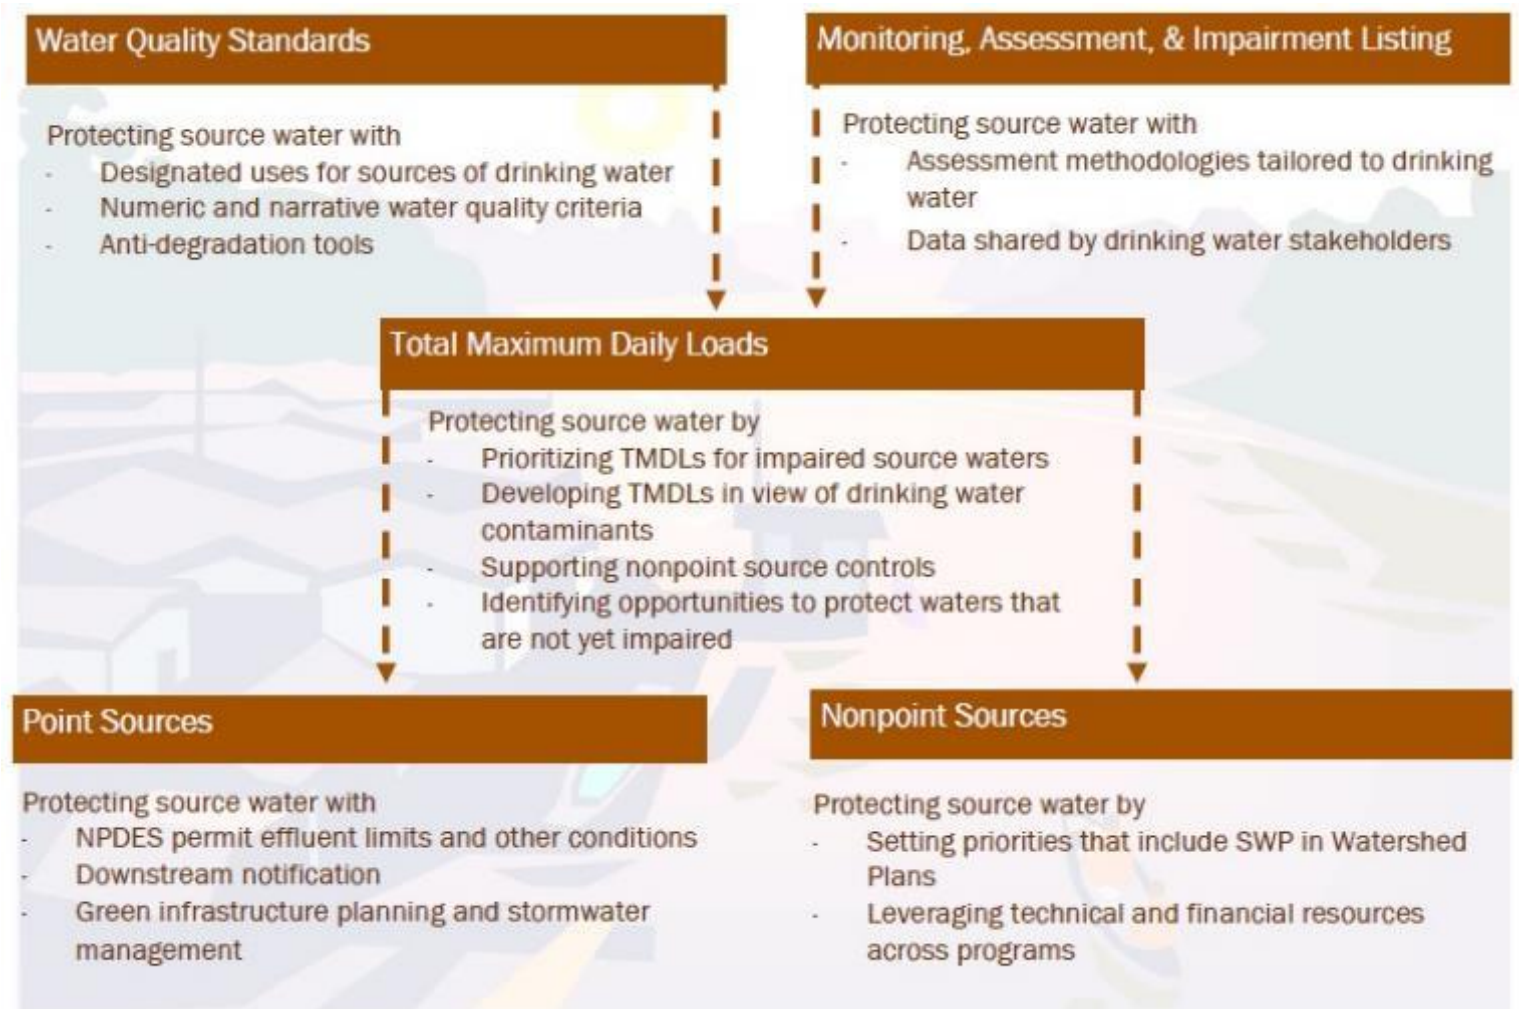 Water Quality Standards
Protecting source water with
- Designated uses for sources of drinking water
- Numeric and narrative water quality criteria
- Anti-degradation tools
Monitoring, Assessment, & Impairment Listing
Protecting source water with
- Assessment methodologies tailored to drinking
water
- Data shared by drinking water stakeholders
Total Maximum Daily Loads
Protecting source water by
- Prioritizing TMDLs for impaired source waters
- Developing TMDLs in view of drinking water
contaminants
- Supporting nonpoint source controls
- Identifying opportunities to protect waters that
are not yet impaired
Point Sources
Protecting source water with
- NPDES permit effluent limits and other conditions
- Downstream notification
- Green infrastructure planning and stormwater
management
Nonpoint Sources
Protecting source water by
- Setting priorities that include SWP in Watershed
Plans
- Leveraging technical and financial resources
across programs